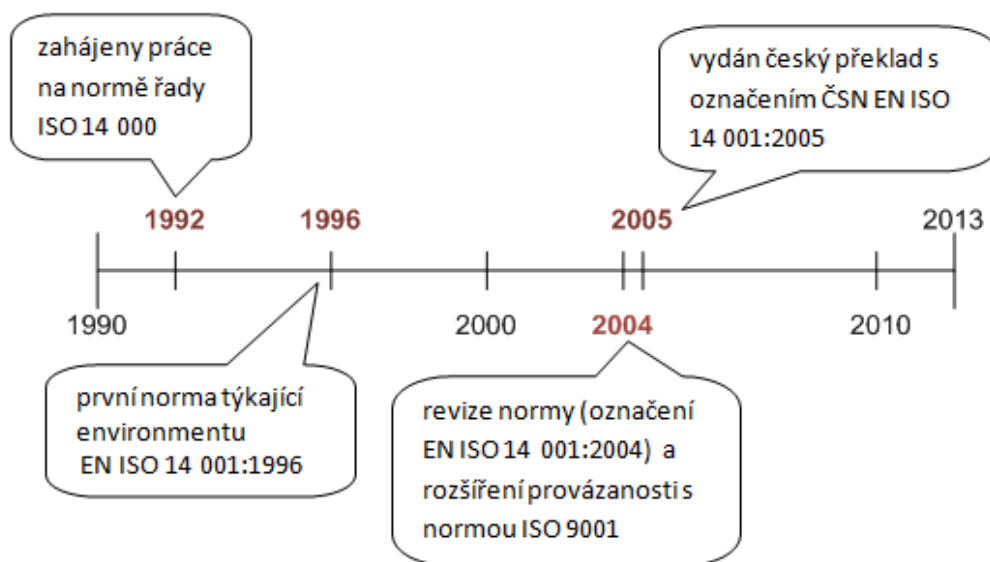 zahájeny práce
na normě řady
ISO 14 000
vydán český překlad s
označením ČSN EN ISO
14 001:2005
1992
1996
2005
2013
1990
2000
2004
2010
první norma týkající
environmentu
EN ISO 14 001:1996
revize normy (označení
EN ISO 14 001:2004) a
rozšíření provázanosti s
normou ISO 9001